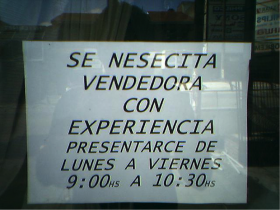 SE NESECITA
VENDEDORA
CON
EXPERIENCIA
PRESENTARCE DE
LUNES A VIERNES
9:00HS A 10:30HS